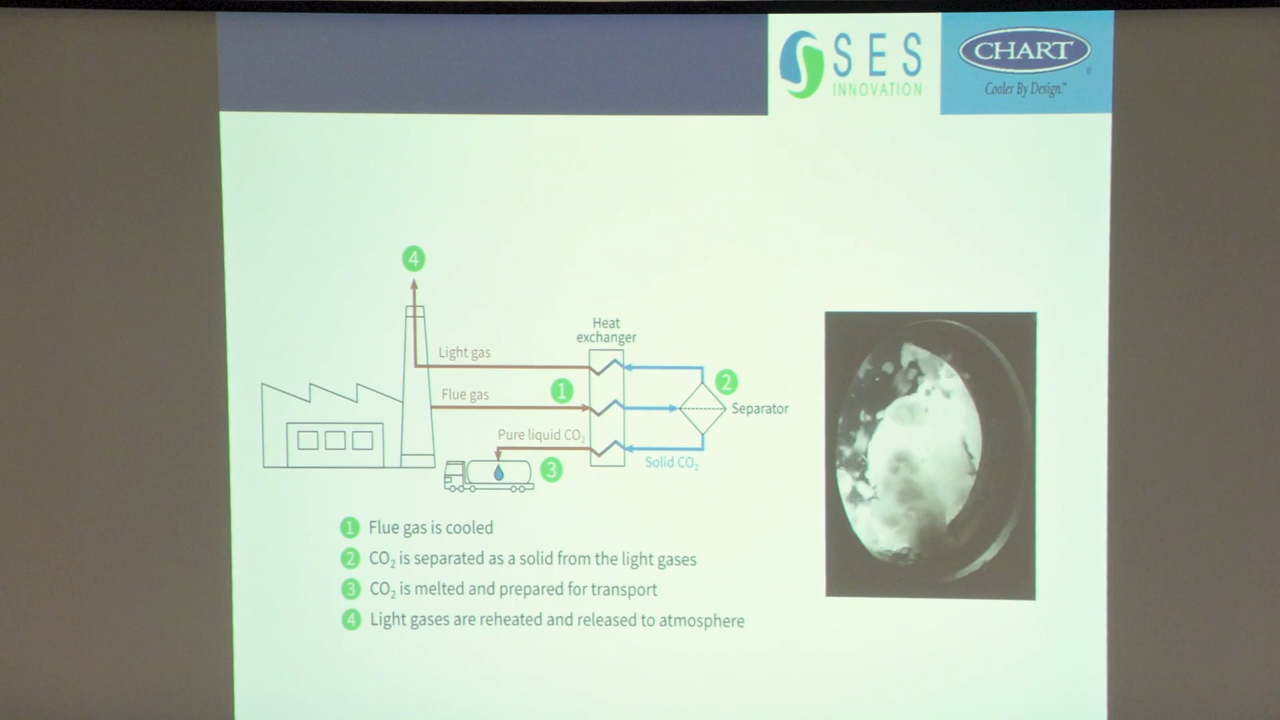 SES
INNOVATION
CHART
®
Cooler By Design.™
4
Heat
exchanger
Light gas
1
2
Flue gas
Separator
Pure liquid CO₂
3
Solid CO₂
1 Flue gas is cooled
2 CO₂ is separated as a solid from the light gases
3 CO₂ is melted and prepared for transport
4 Light gases are reheated and released to atmosphere